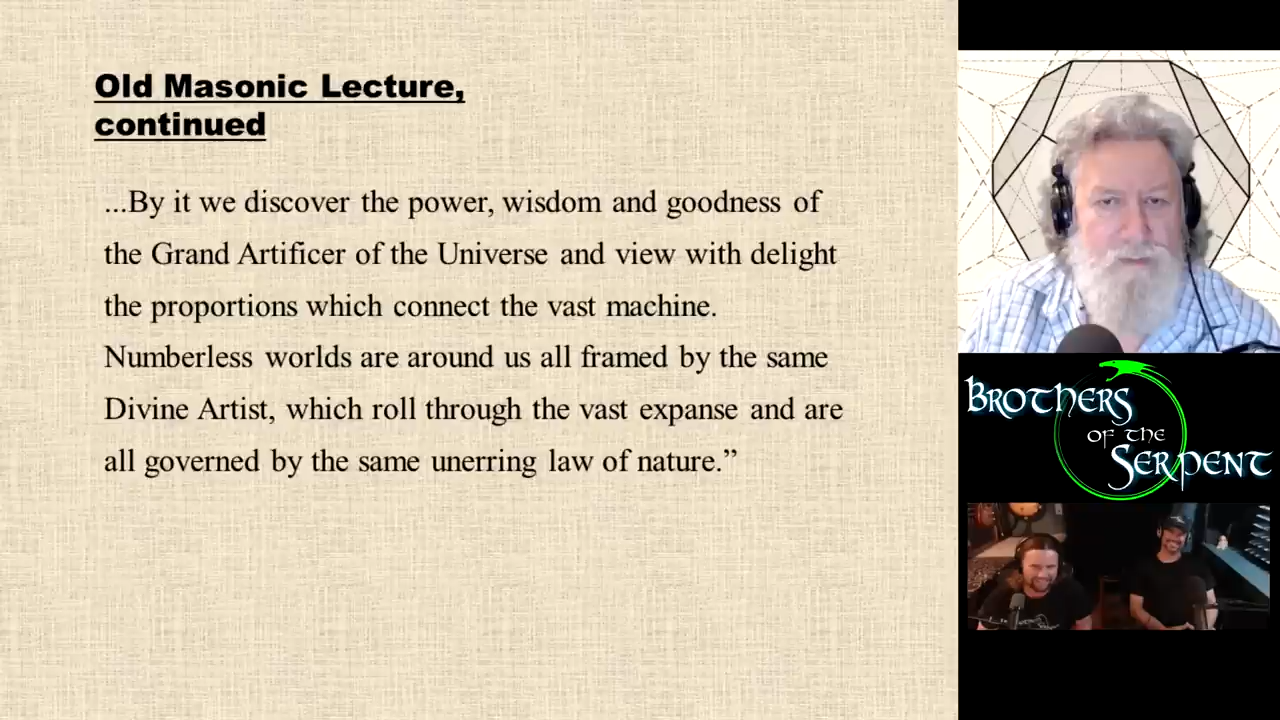 Old Masonic Lecture,
continued
...By it we discover the power, wisdom and goodness of
the Grand Artificer of the Universe and view with delight
the proportions which connect the vast machine.
Numberless worlds are around us all framed by the same
Divine Artist, which roll through the vast expanse and are
all governed by the same unerring law of nature.”
Brothers
of the
Serpent